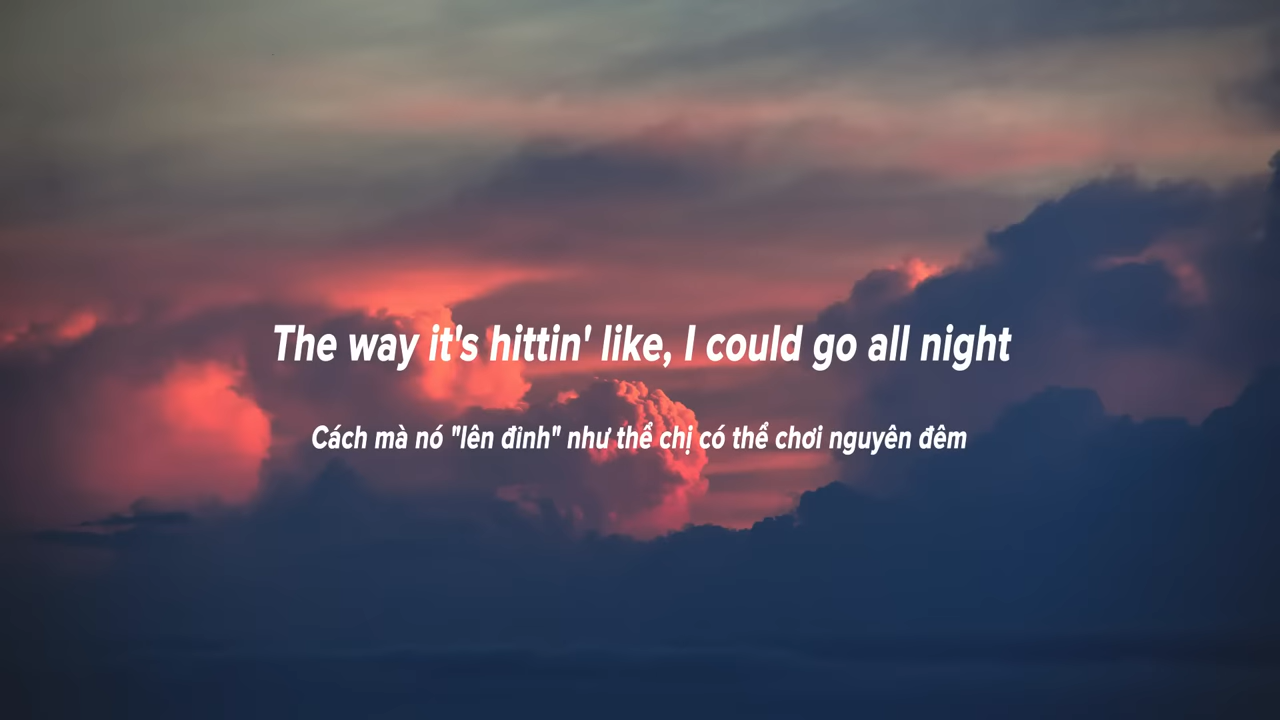 The way it's hittin' like, I could go all night
Cách mà nó "lên đỉnh" như thể chị có thể chơi nguyên đêm